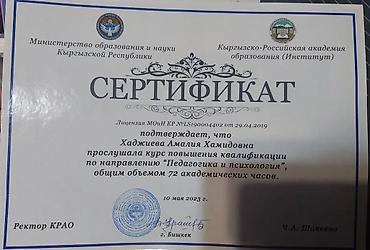 Министерство образования и науки
Кыргызской Республики
Кыргызско-Российская академия
образования (Институт)
СЕРТИФИКАТ
Лицензия МОиН КР №LS190004402 от 29.04.2019
подтверждает, что
Хаджиева Амалия Хамидовна
прослушала курс повышения квалификации
по направлению "Педагогика и психология",
общим объемом 72 академических часов.
10 мая 2023 г.
Ректор КРАО
г. Бишкек
Ч.А.